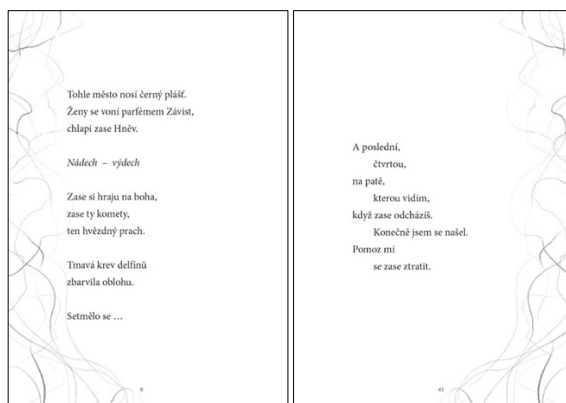 Tohle město nosí černý plášť.
Ženy se voní parfémem Závist,
chlapi zase Hněv.
Nádech – výdech
Zase si hraju na boha,
zase ty komety,
ten hvězdný prach.
Tmavá krev delfínů
zbarvila oblohu.
Setmělo se …
8
A poslední,
čtvrtou,
na patě,
kterou vidím,
když zase odcházíš.
Konečně jsem se našel.
Pomoz mi
se zase ztratit.
41